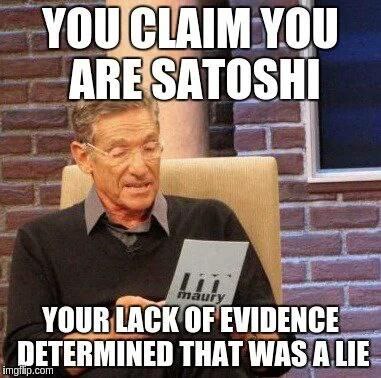 YOU CLAIM YOU
ARE SATOSHI
maury
YOUR LACK OF EVIDENCE
DETERMINED THAT WAS A LIE
imgflip.com